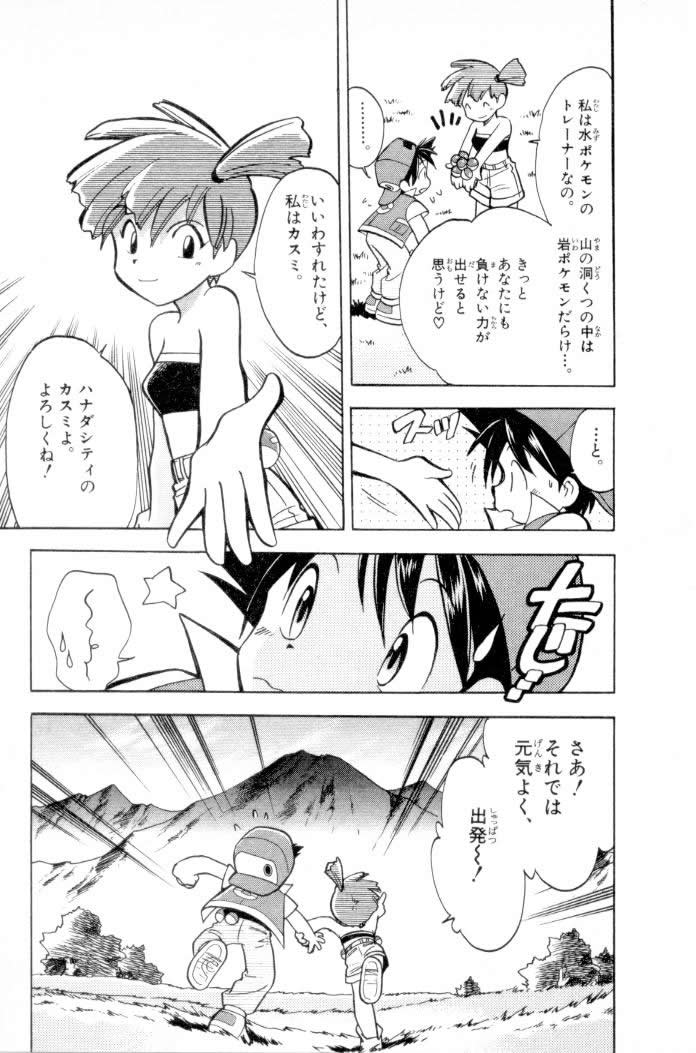 私は水ポケモンの
トレーナーなの。
山の洞くつの中は
岩ポケモンだらけ…。
………。
きっと
あなたにも
負けない力が
出せると
思うけど♡
…と。
スッ
いいわすれたけど、
私はカスミ。
ハナダシティの
カスミよ。
よろしくね！
たじ…
さあ！
それでは
元気よく、
出発〜！